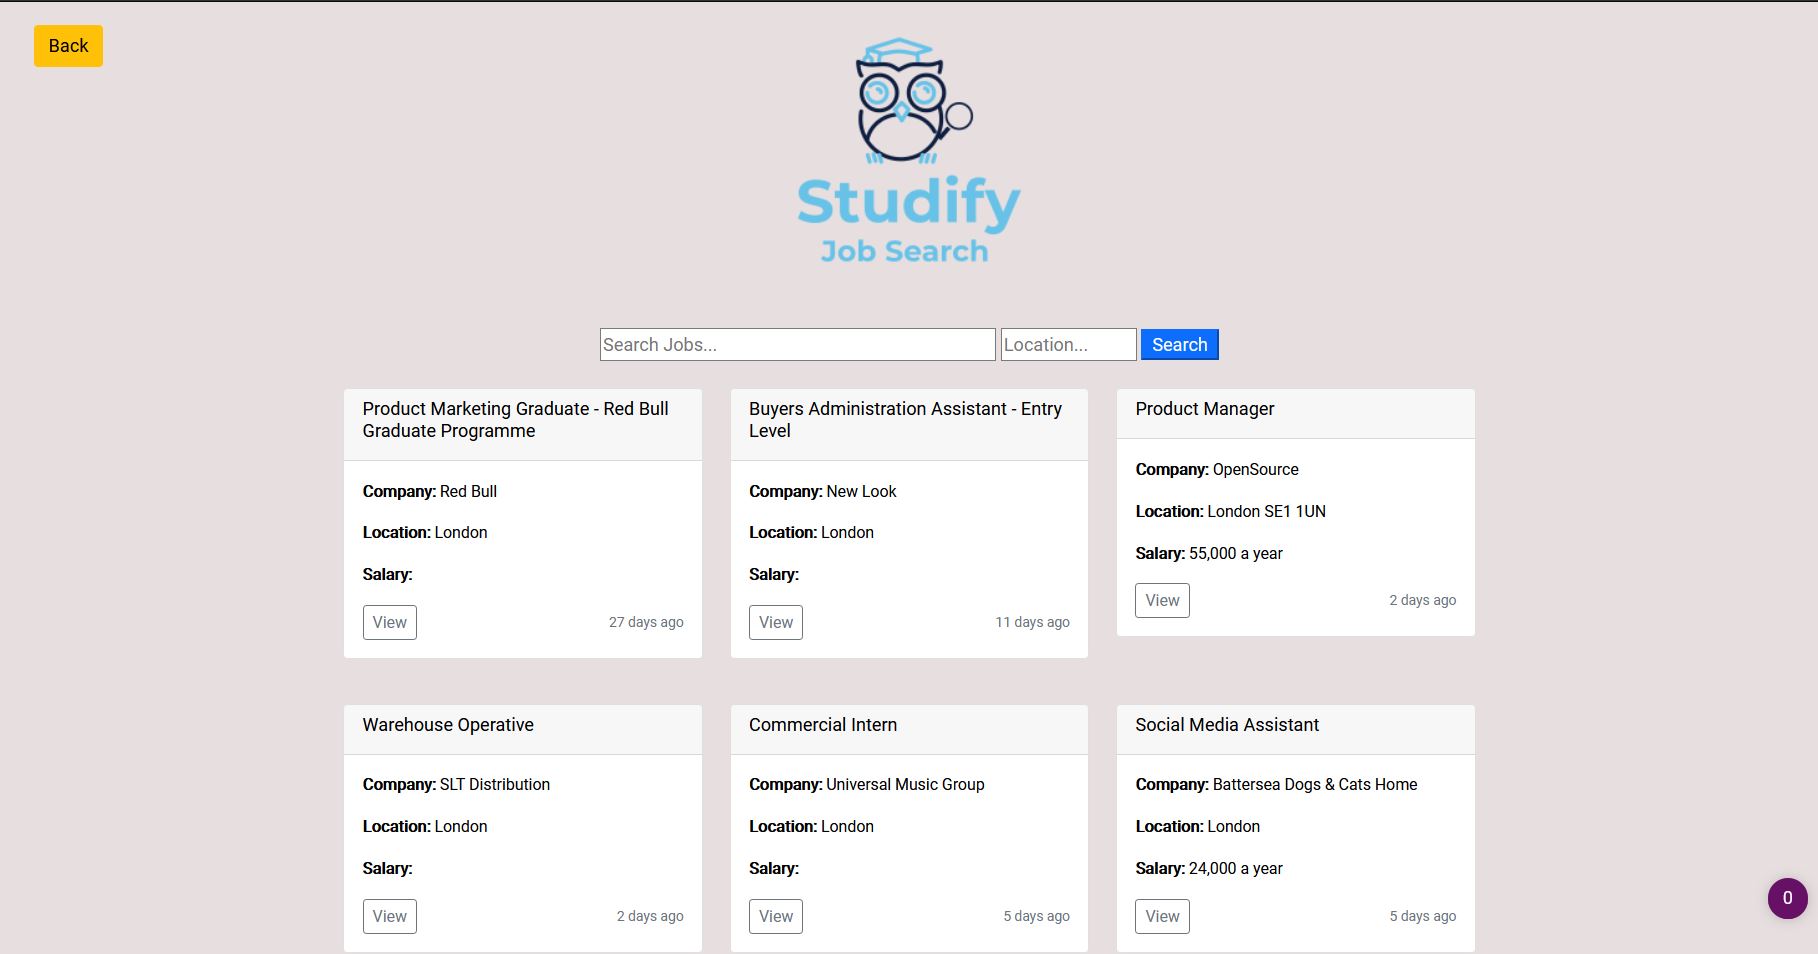 Back
Studify
Job Search
Search Jobs...
Location...
Search
Product Marketing Graduate - Red Bull
Graduate Programme
Company: Red Bull
Location: London
Salary:
View
27 days ago
Buyers Administration Assistant - Entry
Level
Company: New Look
Location: London
Salary:
View
11 days ago
Product Manager
Company: OpenSource
Location: London SE1 1UN
Salary: 55,000 a year
View
2 days ago
Warehouse Operative
Company: SLT Distribution
Location: London
Salary:
View
2 days ago
Commercial Intern
Company: Universal Music Group
Location: London
Salary:
View
5 days ago
Social Media Assistant
Company: Battersea Dogs & Cats Home
Location: London
Salary: 24,000 a year
View
5 days ago
0